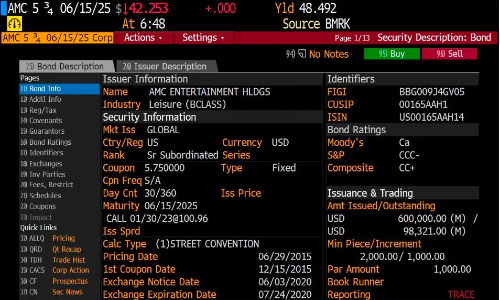 AMC 5 ¾ 06/15/25 $↓42.253 +.000 Yld 48.492
At 6:48 Source BMRK
AMC 5 ¾ 06/15/25 Corp Actions Settings Page 1/13 Security Description: Bond
94) No Notes 95) Buy 96) Sell
25) Bond Description 26) Issuer Description
Pages
11) Bond Info
12) Addtl Info
13) Reg/Tax
14) Covenants
15) Guarantors
16) Bond Ratings
17) Identifiers
18) Exchanges
19) Inv Parties
20) Fees, Restrict
21) Schedules
22) Coupons
23) Impact
Quick Links
32) ALLQ Pricing
33) QRD Qt Recap
34) TDH Trade Hist
35) CACS Corp Action
36) CF Prospectus
37) CN Sec News
Issuer Information
Name AMC ENTERTAINMENT HLDGS
Industry Leisure (BCLASS)
Security Information
Mkt Iss GLOBAL
Ctry/Reg US Currency USD
Rank Sr Subordinated Series
Coupon 5.750000 Type Fixed
Cpn Freq S/A
Day Cnt 30/360 Iss Price
Maturity 06/15/2025
CALL 01/30/23@100.96
Iss Sprd
Calc Type (1)STREET CONVENTION
Pricing Date 06/29/2015
1st Coupon Date 12/15/2015
Exchange Notice Date 06/03/2020
Exchange Expiration Date 07/24/2020
Identifiers
FIGI BBG009J4GV05
CUSIP 00165AAH1
ISIN US00165AAH14
Bond Ratings
Moody's Ca
S&P CCC-
Composite CC+
Issuance & Trading
Amt Issued/Outstanding
USD 600,000.00 (M) /
USD 98,321.00 (M)
Min Piece/Increment
2,000.00/ 1,000.00
Par Amount 1,000.00
Book Runner
Reporting TRACE